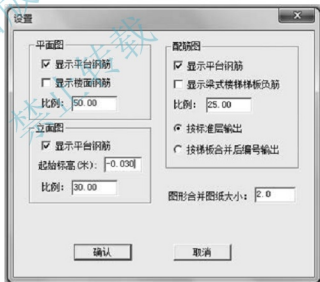 设置
平面图
显示平台钢筋
显示楼面钢筋
比例: 50.00
立面图
显示平台钢筋
起始标高(米): -0.030
比例: 30.00
配筋图
显示平台钢筋
显示梁式楼梯梯板负筋
比例: 25.00
按标准层输出
按梯板合并后编号输出
图形合并图纸大小: 2.0
确认
取消
禁止转载